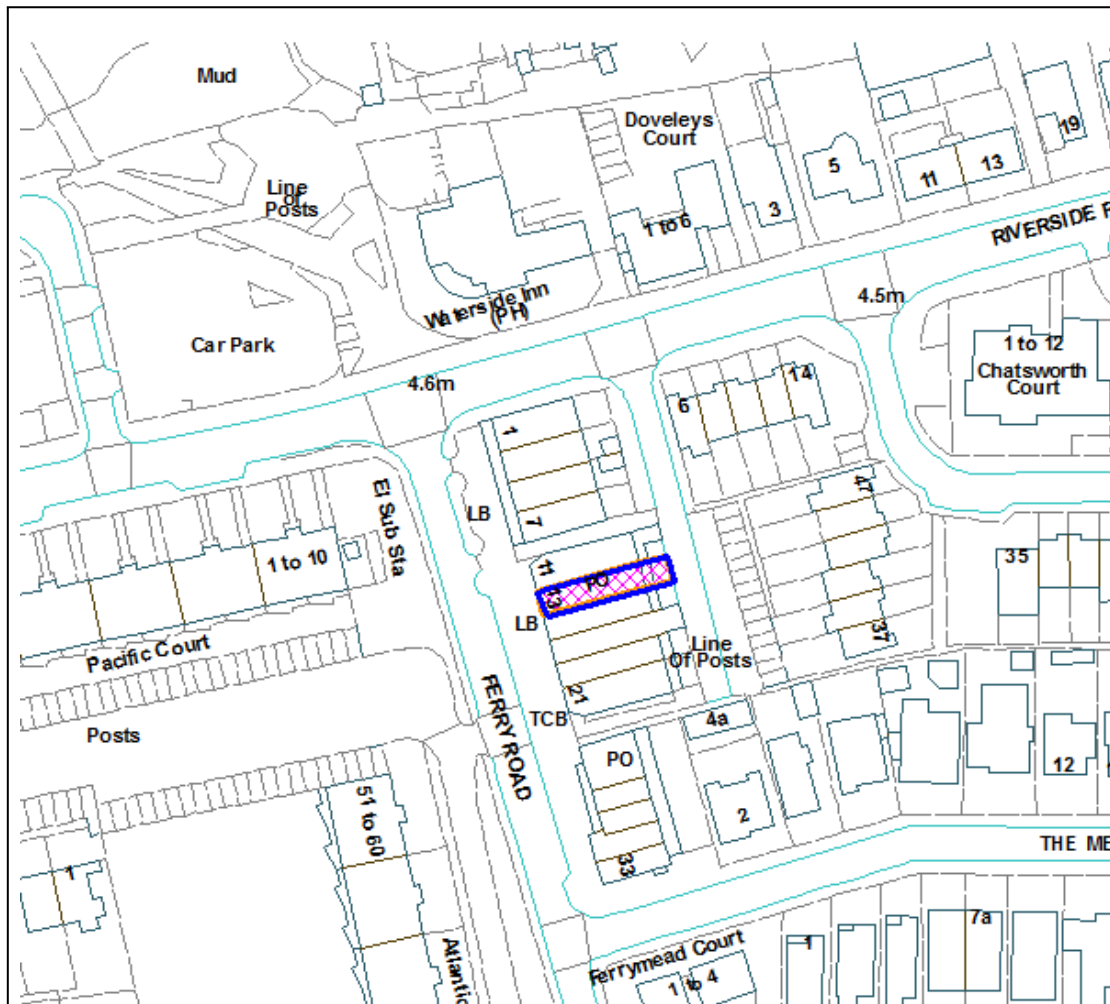 Mud
Doveleys
Court
19
13
11
5
3
Line
of
Posts
1 to 6
RIVERSIDE
Waterside Inn
(PH)
4.5m
1 to 12
Chatsworth
Court
Car Park
4.6m
14
6
1
47
El Sub Sta
LB
7
1 to 10
35
11
PO
13
LB
37
Pacific Court
Line
Of Posts
21
FERRY ROAD
TCB
4a
Posts
PO
12
2
51 to 60
33
THE
1
7a
1
Atlantic
Ferrymead Court
1 to 4